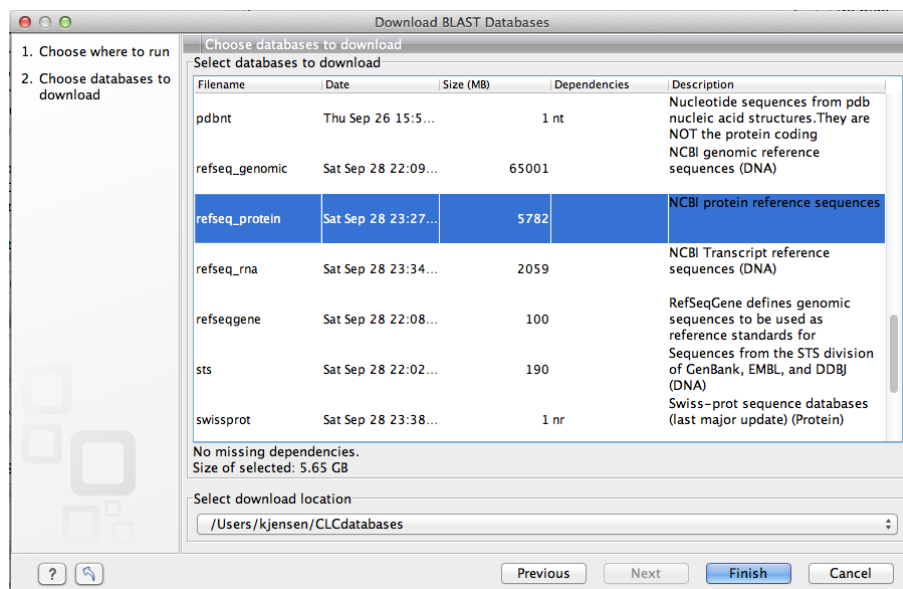 Download BLAST Databases
1. Choose where to run
2. Choose databases to
download
Choose databases to download
Select databases to download
Filename Date Size (MB) Dependencies Description
pdbnt Thu Sep 26 15:5... 1 nt Nucleotide sequences from pdb
nucleic acid structures.They are
NOT the protein coding
refseq_genomic Sat Sep 28 22:09... 65001 NCBI genomic reference
sequences (DNA)
refseq_protein Sat Sep 28 23:27... 5782 NCBI protein reference sequences
refseq_rna Sat Sep 28 23:34... 2059 NCBI Transcript reference
sequences (DNA)
refseqgene Sat Sep 28 22:08... 100 RefSeqGene defines genomic
sequences to be used as
reference standards for
sts Sat Sep 28 22:02... 190 Sequences from the STS division
of GenBank, EMBL, and DDBJ
(DNA)
swissprot Sat Sep 28 23:38... 1 nr Swiss-prot sequence databases
(last major update) (Protein)
No missing dependencies.
Size of selected: 5.65 GB
Select download location
/Users/kjensen/CLCdatabases
? Previous Next Finish Cancel